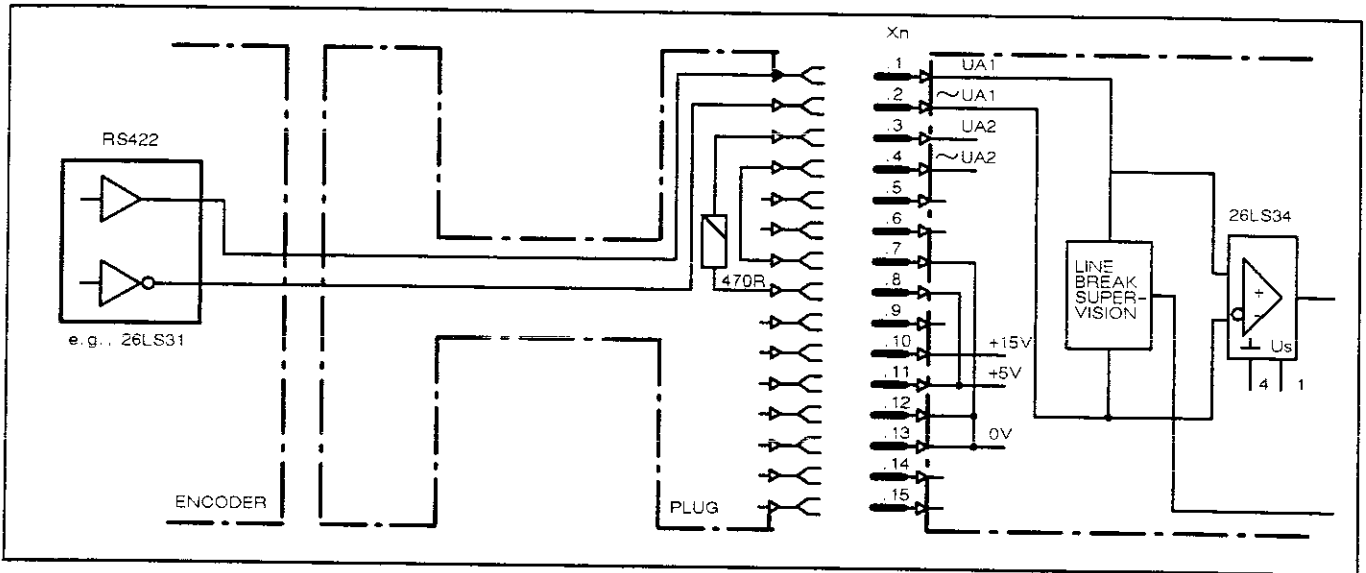 Xn
.1 UA1
.2 ~UA1
.3 UA2
.4 ~UA2
.5
.6
.7
.8
.9
.10 +15V
.11 +5V
.12
.13 0V
.14
.15
RS422
e.g., 26LS31
ENCODER
470R
PLUG
LINE
BREAK
SUPER-
VISION
26LS34
+
-
Us
4 1